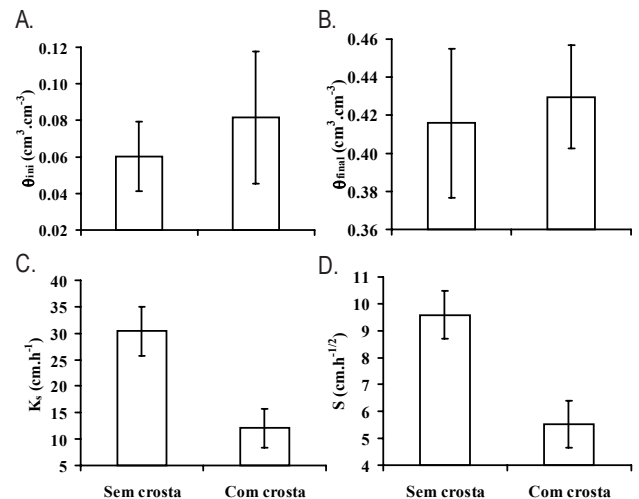 A.
0.12
0.10
0.08
0.06
0.04
0.02
θini (cm³.cm⁻³)
B.
0.46
0.44
0.42
0.40
0.38
0.36
θfinal (cm³.cm⁻³)
C.
40
35
30
25
20
15
10
5
Ks (cm.h⁻¹)
Sem crosta Com crosta
D.
11
10
9
8
7
6
5
4
S (cm.h⁻¹/²)
Sem crosta Com crosta